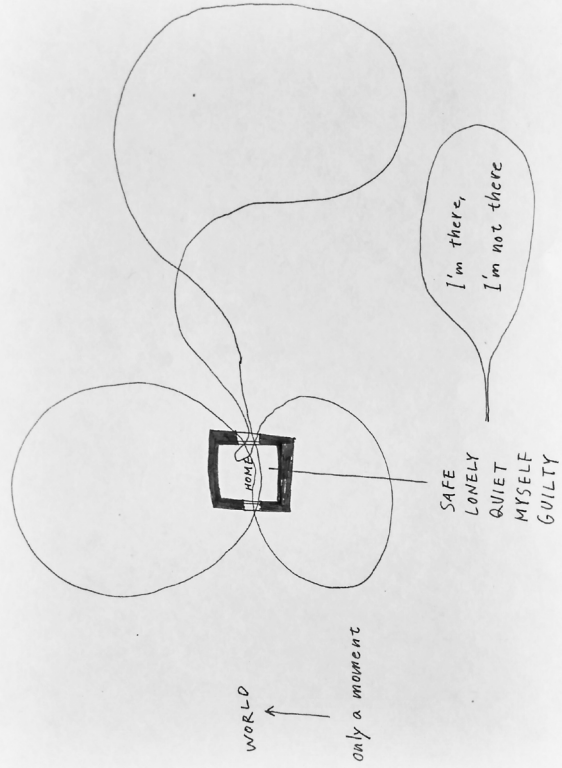 HOME
I'm there,
I'm not there
SAFE
LONELY
QUIET
MYSELF
GUILTY
WORLD
only a moment